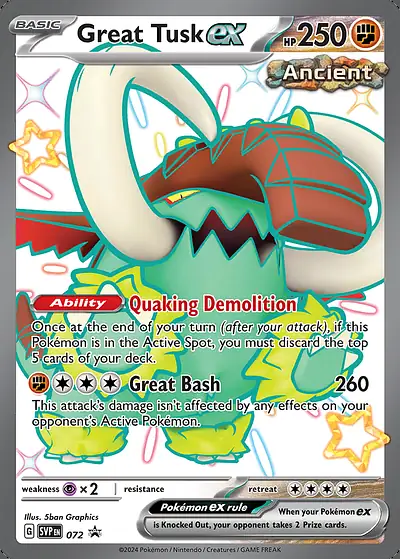 BASIC Great Tusk ex HP 250
Ancient
Ability Quaking Demolition
Once at the end of your turn (after your attack), if this
Pokémon is in the Active Spot, you must discard the top
5 cards of your deck.
Great Bash 260
This attack's damage isn't affected by any effects on your
opponent's Active Pokémon.
weakness ×2 resistance retreat
Illus. 5ban Graphics
Pokémon ex rule When your Pokémon ex
is Knocked Out, your opponent takes 2 Prize cards.
G SVP EN 072
©2024 Pokémon / Nintendo / Creatures / GAME FREAK